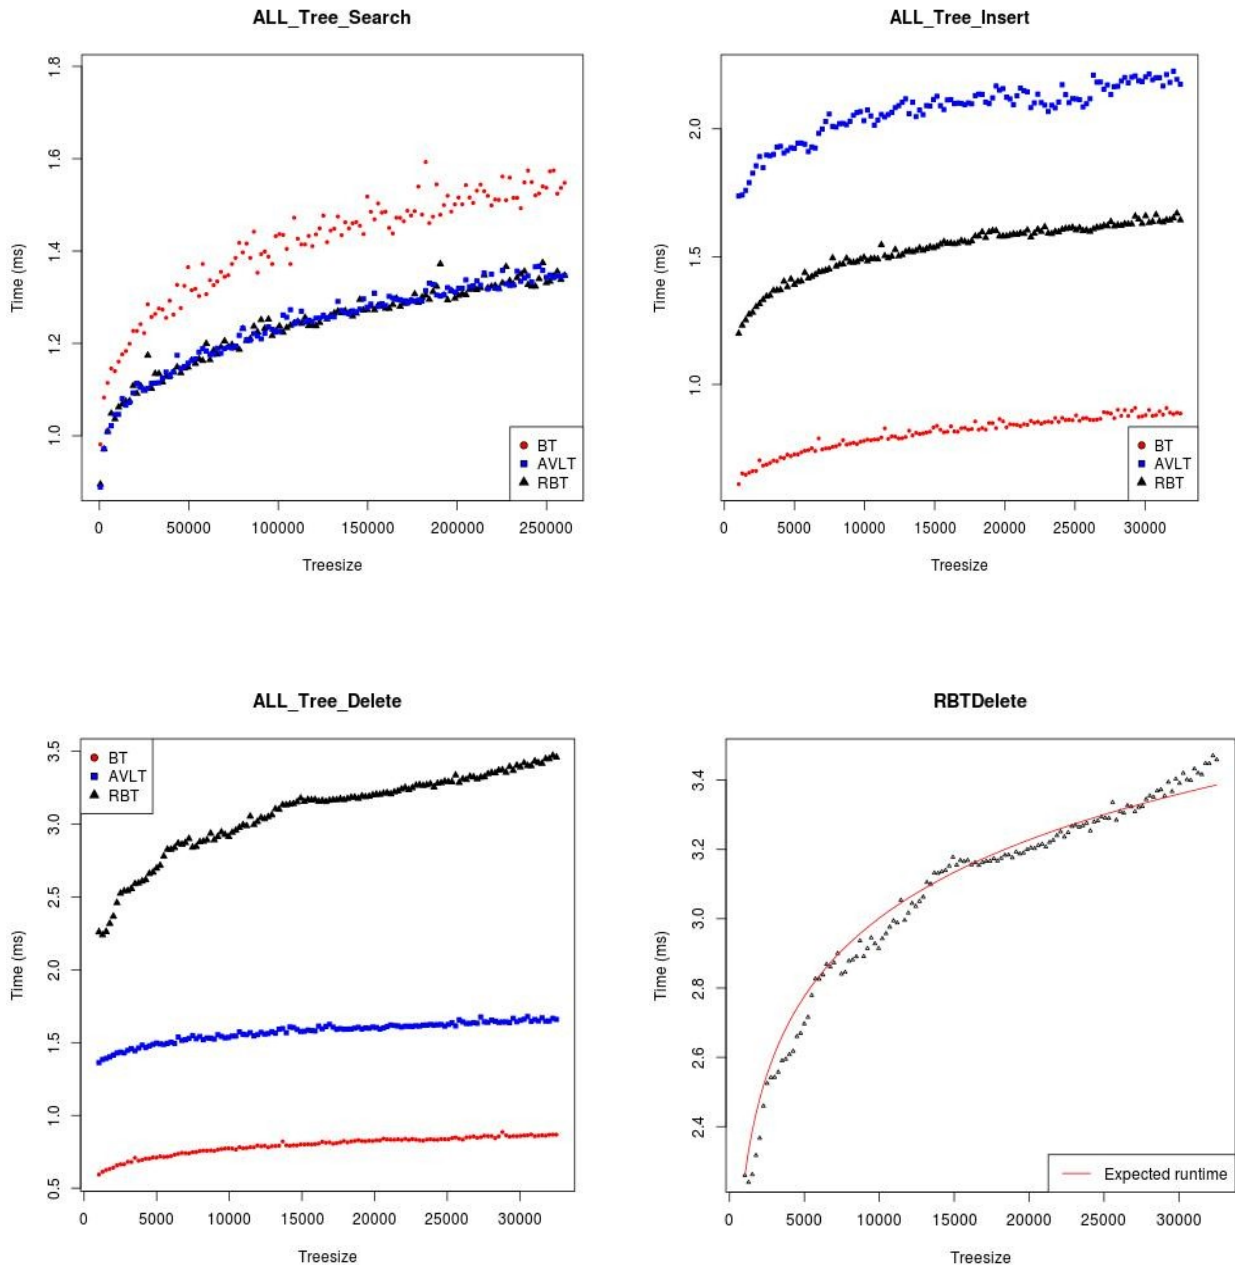 ALL_Tree_Search
Time (ms)
1.0 1.2 1.4 1.6 1.8
BT
AVLT
RBT
0 50000 100000 150000 200000 250000
Treesize
ALL_Tree_Insert
Time (ms)
1.0 1.5 2.0
BT
AVLT
RBT
0 5000 10000 15000 20000 25000 30000
Treesize
ALL_Tree_Delete
Time (ms)
0.5 1.0 1.5 2.0 2.5 3.0 3.5
BT
AVLT
RBT
0 5000 10000 15000 20000 25000 30000
Treesize
RBTDelete
Time (ms)
2.4 2.6 2.8 3.0 3.2 3.4
Expected runtime
0 5000 10000 15000 20000 25000 30000
Treesize